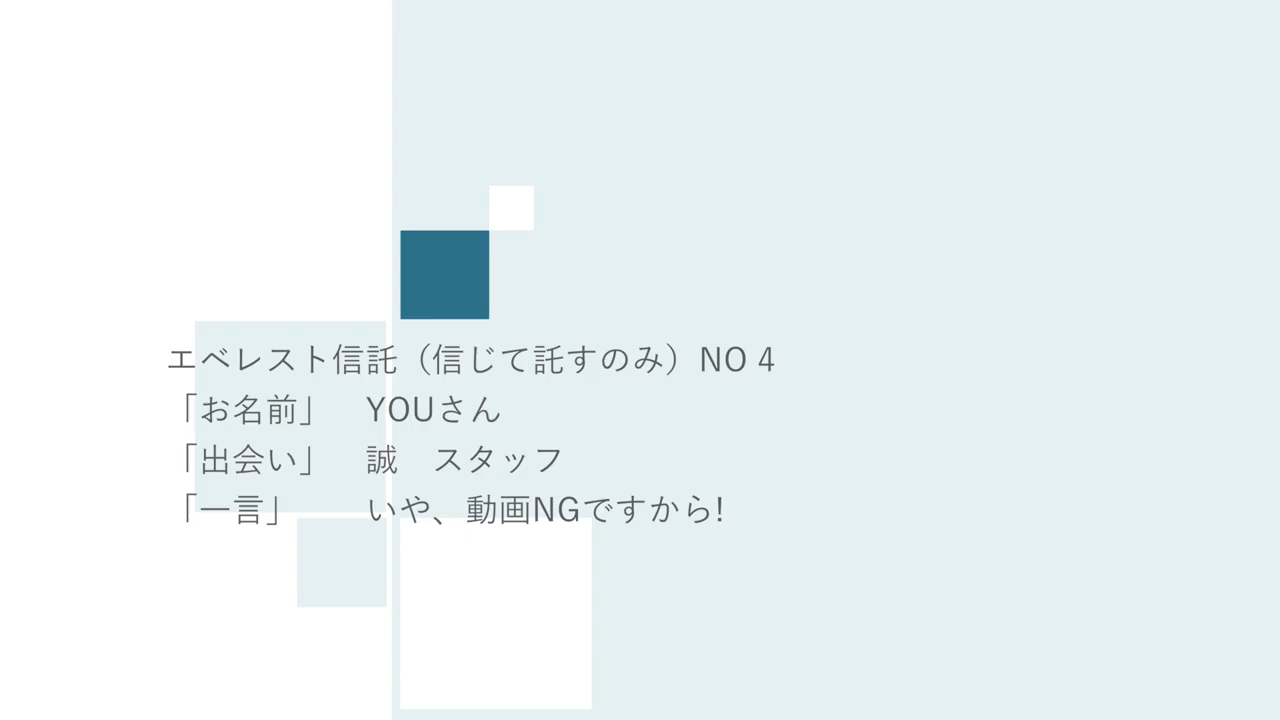 エベレスト信託（信じて託すのみ）NO 4
「お名前」　YOUさん
「出会い」　誠　スタッフ
「一言」　　いや、動画NGですから!